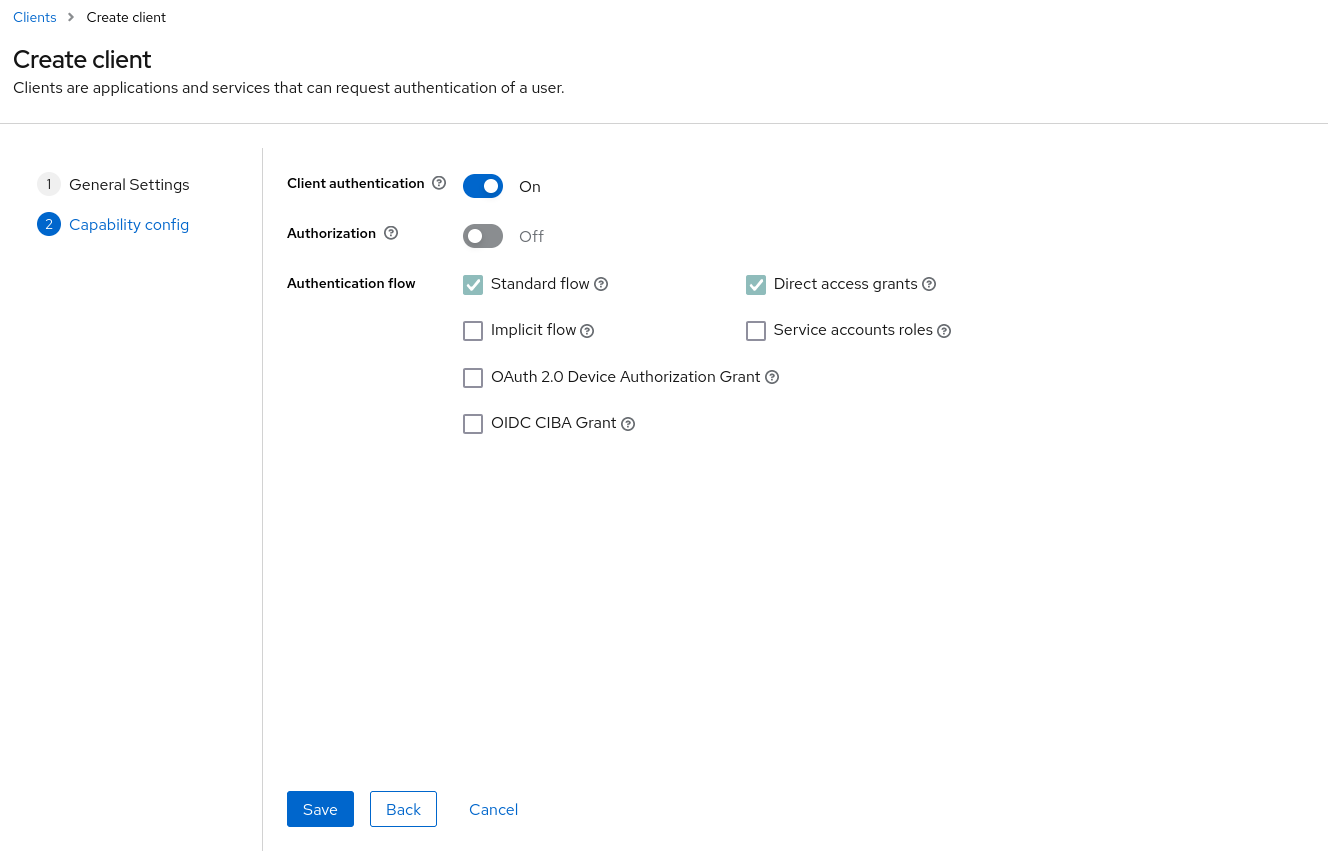 Clients > Create client
Create client
Clients are applications and services that can request authentication of a user.
1 General Settings
2 Capability config
Client authentication ? On
Authorization ? Off
Authentication flow Standard flow ? Direct access grants ?
Implicit flow ? Service accounts roles ?
OAuth 2.0 Device Authorization Grant ?
OIDC CIBA Grant ?
Save Back Cancel